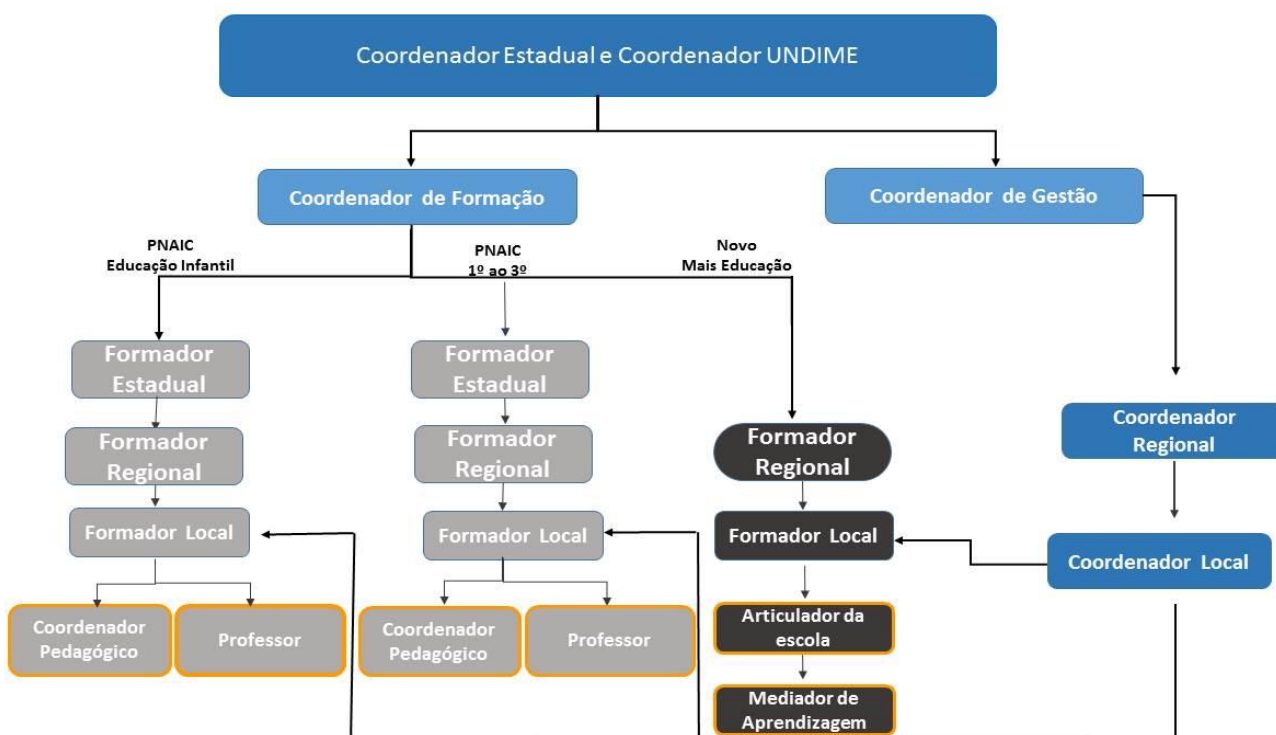 Coordenador Estadual e Coordenador UNDIME
Coordenador de Formação
Coordenador de Gestão
PNAIC
Educação Infantil
PNAIC
1º ao 3º
Novo
Mais Educação
Formador
Estadual
Formador
Estadual
Formador
Regional
Formador
Regional
Formador
Regional
Coordenador
Regional
Formador Local
Formador Local
Formador Local
Coordenador Local
Coordenador
Pedagógico
Professor
Coordenador
Pedagógico
Professor
Articulador da
escola
Mediador de
Aprendizagem